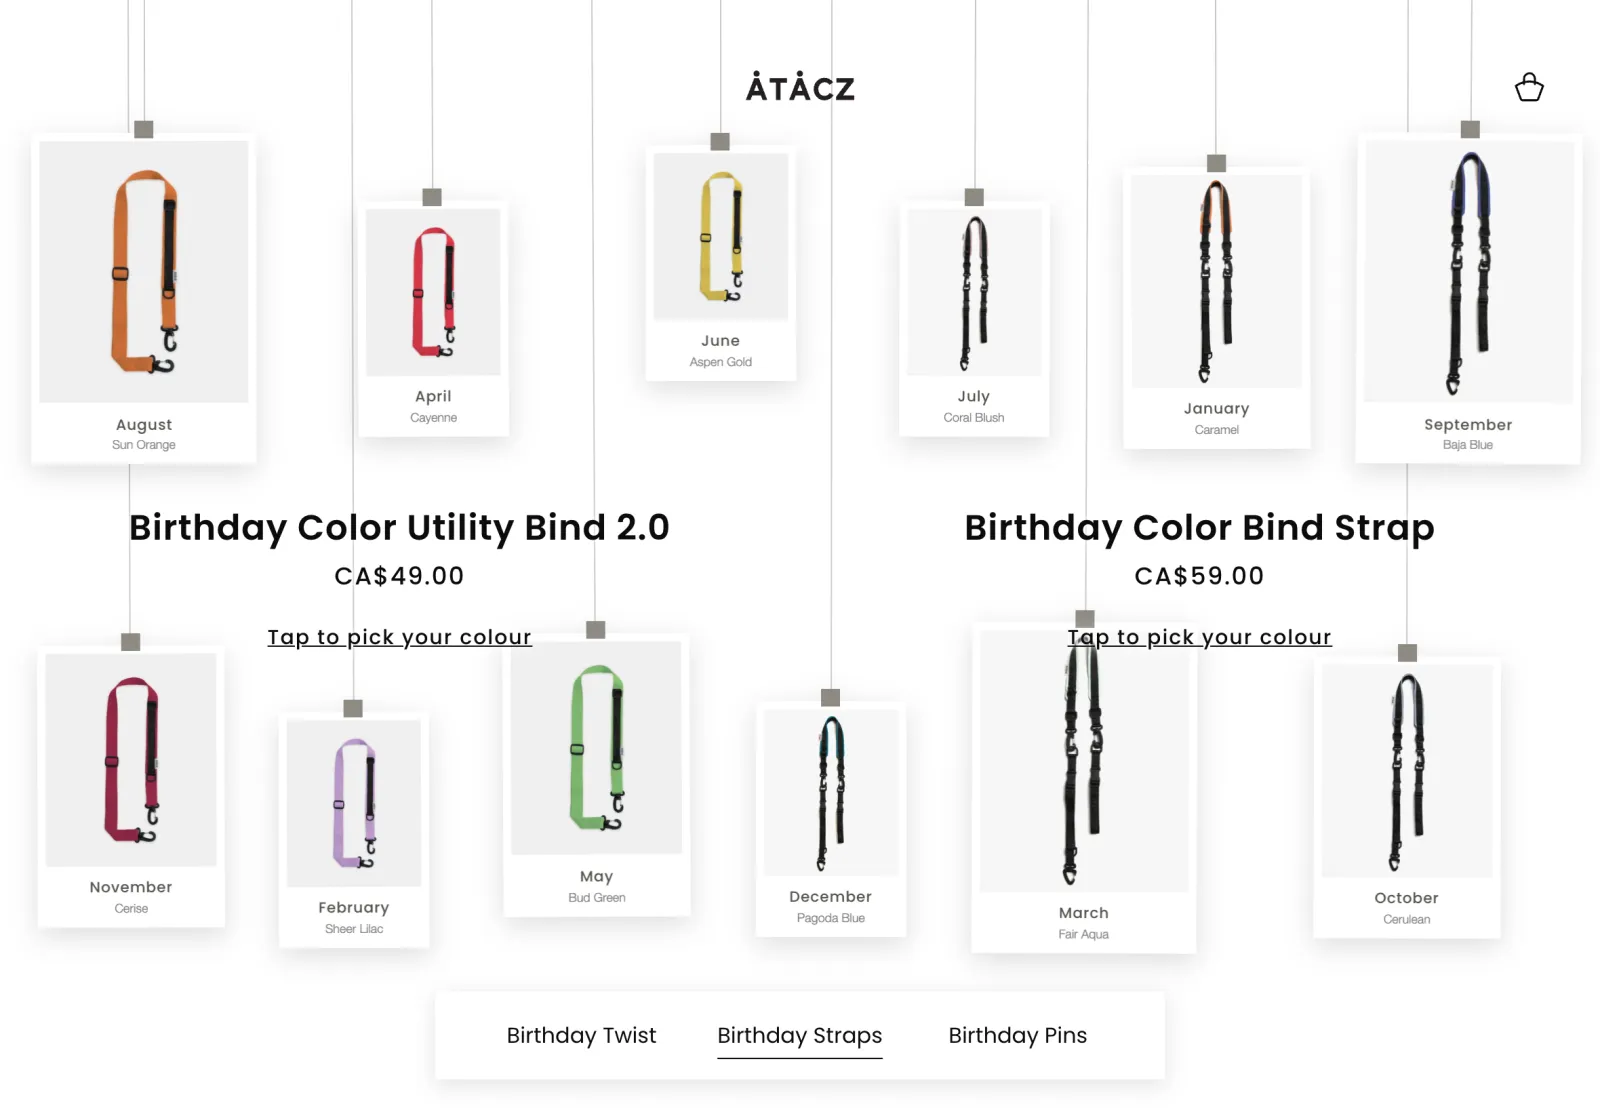 ÅTÅCZ
August
Sun Orange
April
Cayenne
June
Aspen Gold
July
Coral Blush
January
Caramel
September
Baja Blue
Birthday Color Utility Bind 2.0
CA$49.00
Tap to pick your colour
Birthday Color Bind Strap
CA$59.00
Tap to pick your colour
November
Cerise
February
Sheer Lilac
May
Bud Green
December
Pagoda Blue
March
Fair Aqua
October
Cerulean
Birthday Twist
Birthday Straps
Birthday Pins